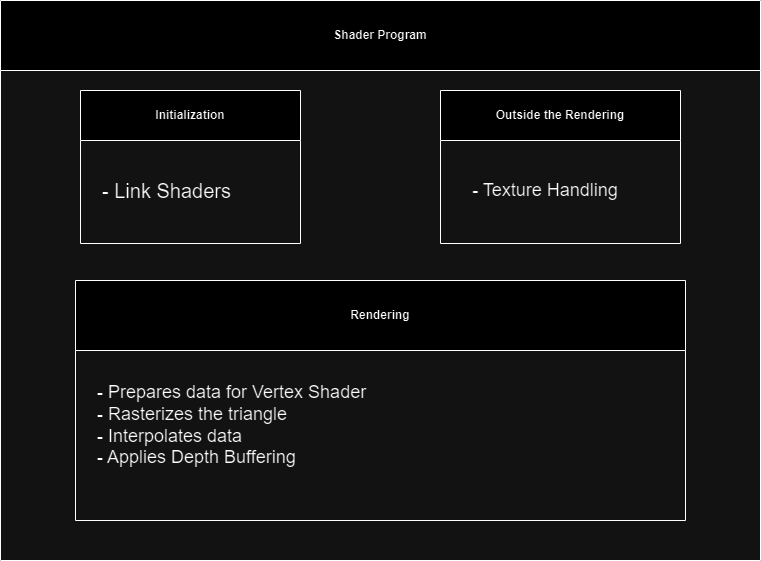 Shader Program
Initialization
- Link Shaders
Outside the Rendering
- Texture Handling
Rendering
- Prepares data for Vertex Shader
- Rasterizes the triangle
- Interpolates data
- Applies Depth Buffering